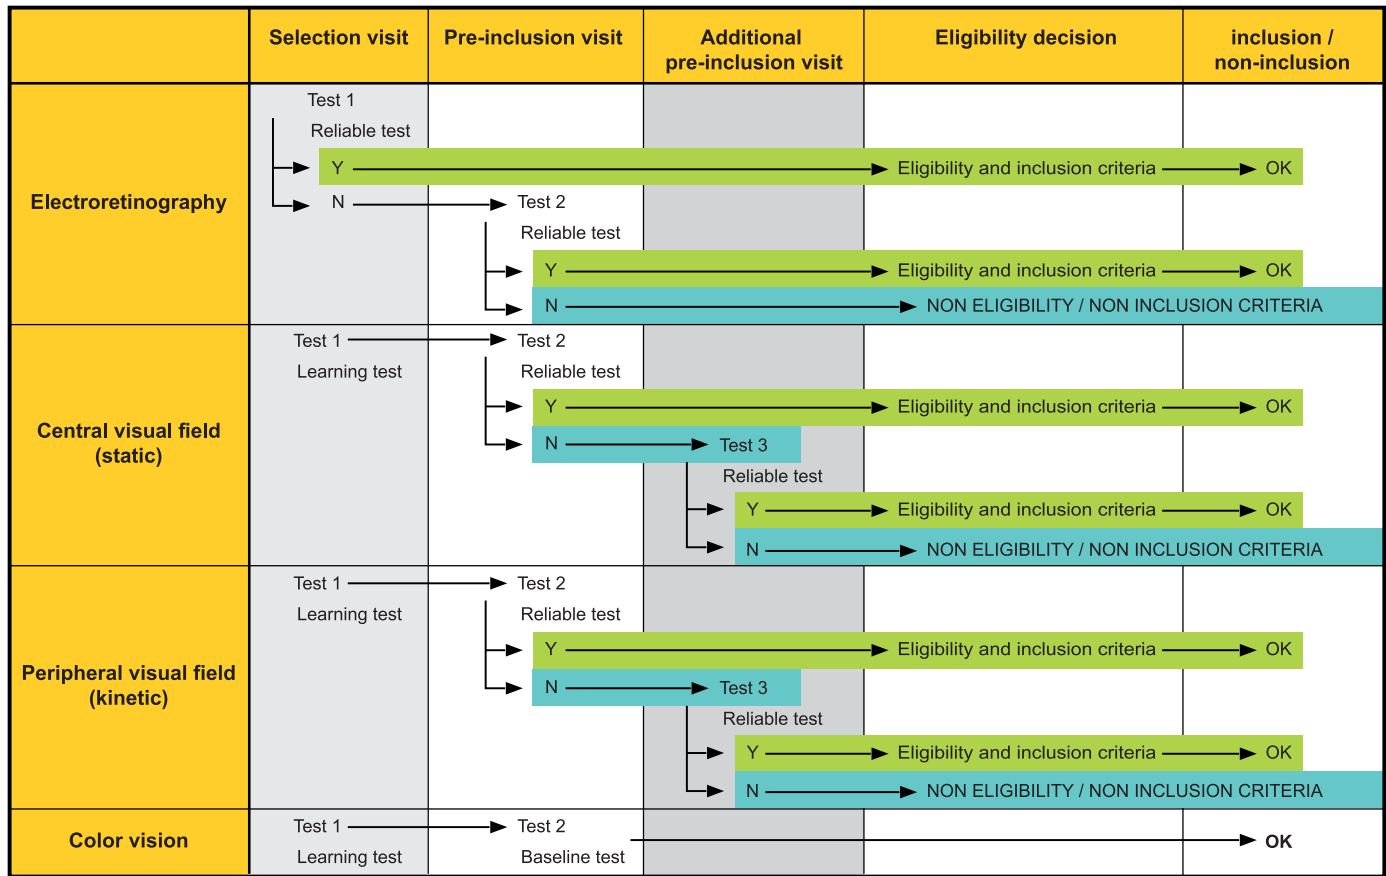 Selection visit
Pre-inclusion visit
Additional
pre-inclusion visit
Eligibility decision
inclusion /
non-inclusion
Electroretinography
Test 1
Reliable test
Y
Eligibility and inclusion criteria
OK
N
Test 2
Reliable test
Y
Eligibility and inclusion criteria
OK
N
NON ELIGIBILITY / NON INCLUSION CRITERIA
Central visual field
(static)
Test 1
Learning test
Test 2
Reliable test
Y
Eligibility and inclusion criteria
OK
N
Test 3
Reliable test
Y
Eligibility and inclusion criteria
OK
N
NON ELIGIBILITY / NON INCLUSION CRITERIA
Peripheral visual field
(kinetic)
Test 1
Learning test
Test 2
Reliable test
Y
Eligibility and inclusion criteria
OK
N
Test 3
Reliable test
Y
Eligibility and inclusion criteria
OK
N
NON ELIGIBILITY / NON INCLUSION CRITERIA
Color vision
Test 1
Learning test
Test 2
Baseline test
OK